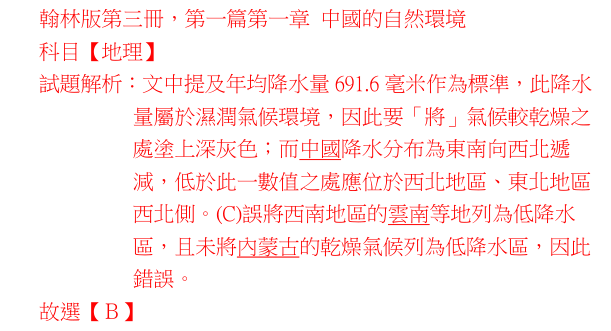 翰林版第三冊，第一篇第一章 中國的自然環境
科目【地理】
試題解析：文中提及年均降水量 691.6 毫米作為標準，此降水
量屬於濕潤氣候環境，因此要「將」氣候較乾燥之
處塗上深灰色；而中國降水分布為東南向西北遞
減，低於此一數值之處應位於西北地區、東北地區
西北側。(C)誤將西南地區的雲南等地列為低降水
區，且未將內蒙古的乾燥氣候列為低降水區，因此
錯誤。
故選【Ｂ】